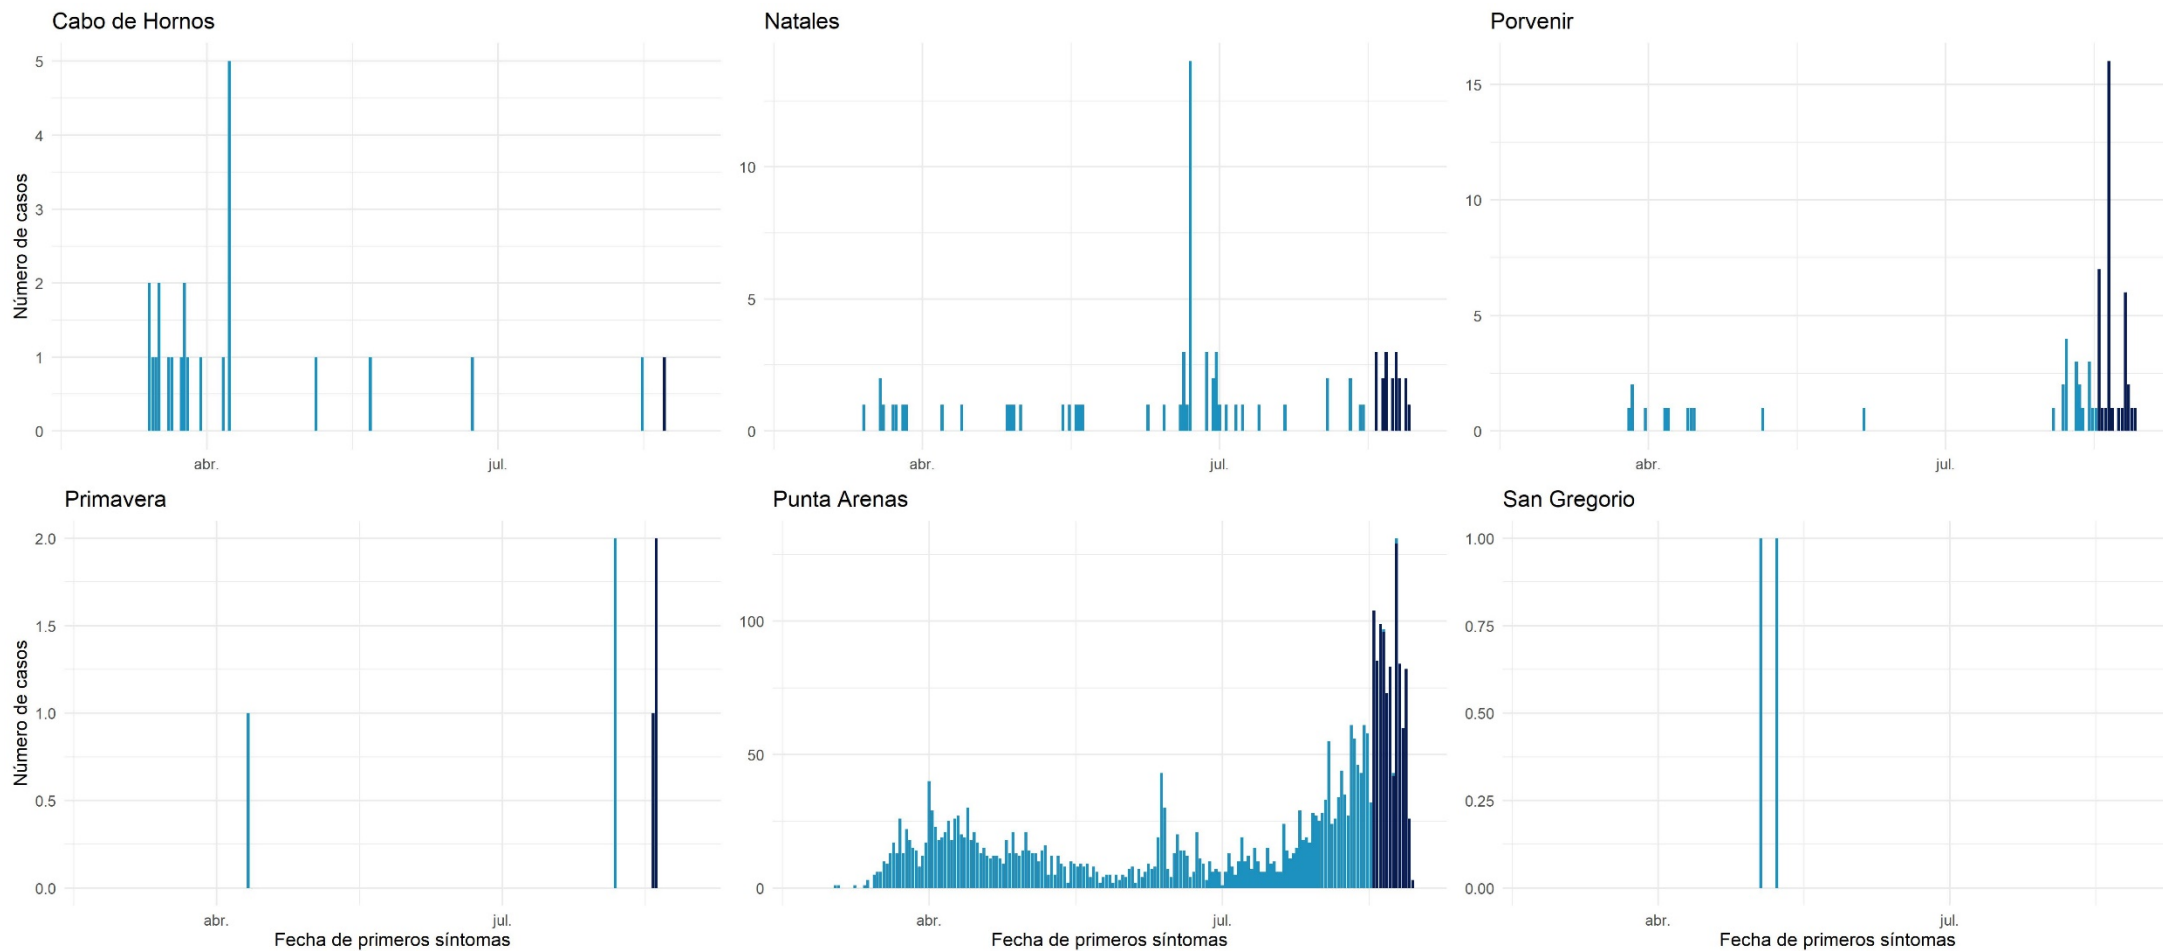 Cabo de Hornos
Natales
Porvenir
Número de casos
5
4
3
2
1
0
abr.
jul.
10
5
0
abr.
jul.
15
10
5
0
abr.
jul.
Primavera
Punta Arenas
San Gregorio
Número de casos
2.0
1.5
1.0
0.5
0.0
abr.
jul.
Fecha de primeros síntomas
100
50
0
abr.
jul.
Fecha de primeros síntomas
1.00
0.75
0.50
0.25
0.00
abr.
jul.
Fecha de primeros síntomas